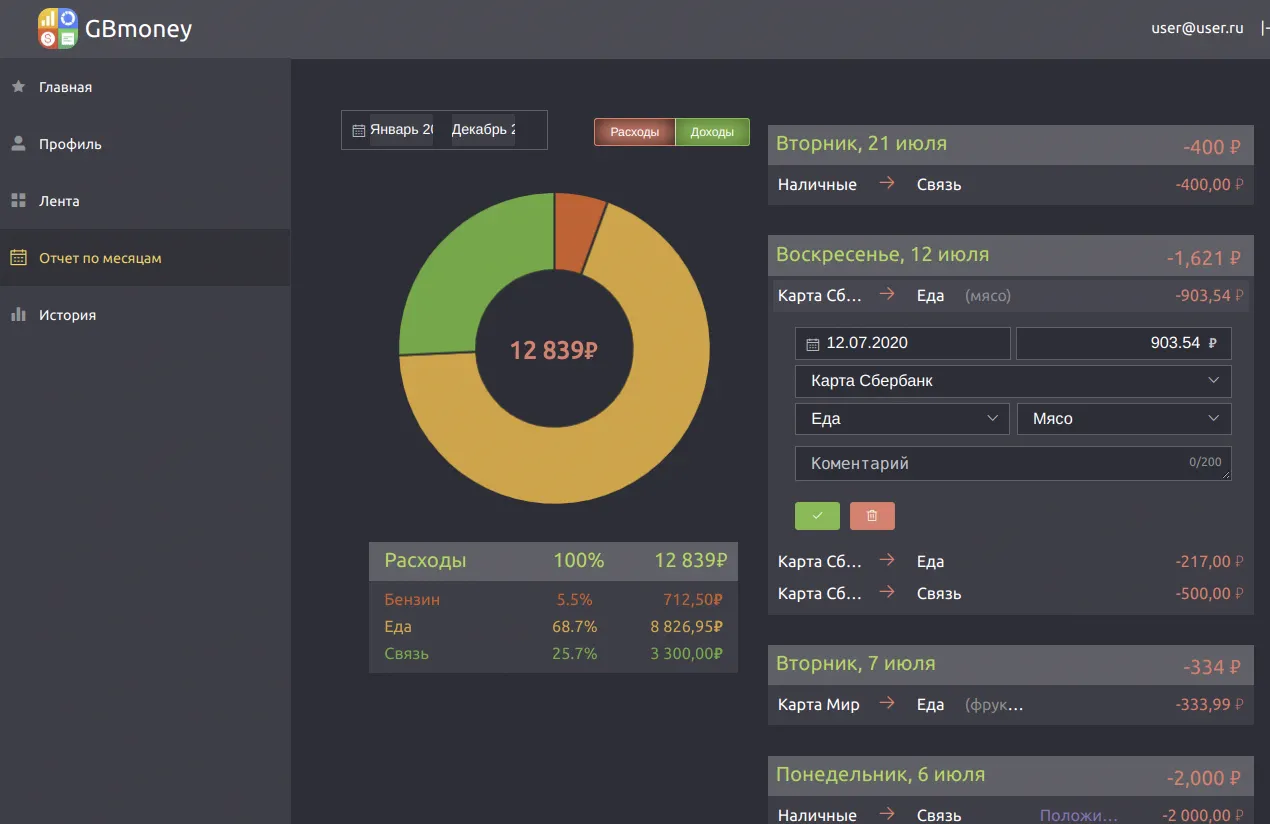 GBmoney
user@user.ru
Главная
Профиль
Лента
Отчет по месяцам
История
Январь 20 Декабрь 2
Расходы Доходы
12 839₽
Расходы 100% 12 839₽
Бензин 5.5% 712,50₽
Еда 68.7% 8 826,95₽
Связь 25.7% 3 300,00₽
Вторник, 21 июля -400 ₽
Наличные → Связь -400,00 ₽
Воскресенье, 12 июля -1,621 ₽
Карта Сб... → Еда (мясо) -903,54 ₽
12.07.2020 903.54 ₽
Карта Сбербанк
Еда Мясо
Коментарий 0/200
Карта Сб... → Еда -217,00 ₽
Карта Сб... → Связь -500,00 ₽
Вторник, 7 июля -334 ₽
Карта Мир → Еда (фрук... -333,99 ₽
Понедельник, 6 июля -2,000 ₽
Наличные → Связь Положи... -2 000,00 ₽